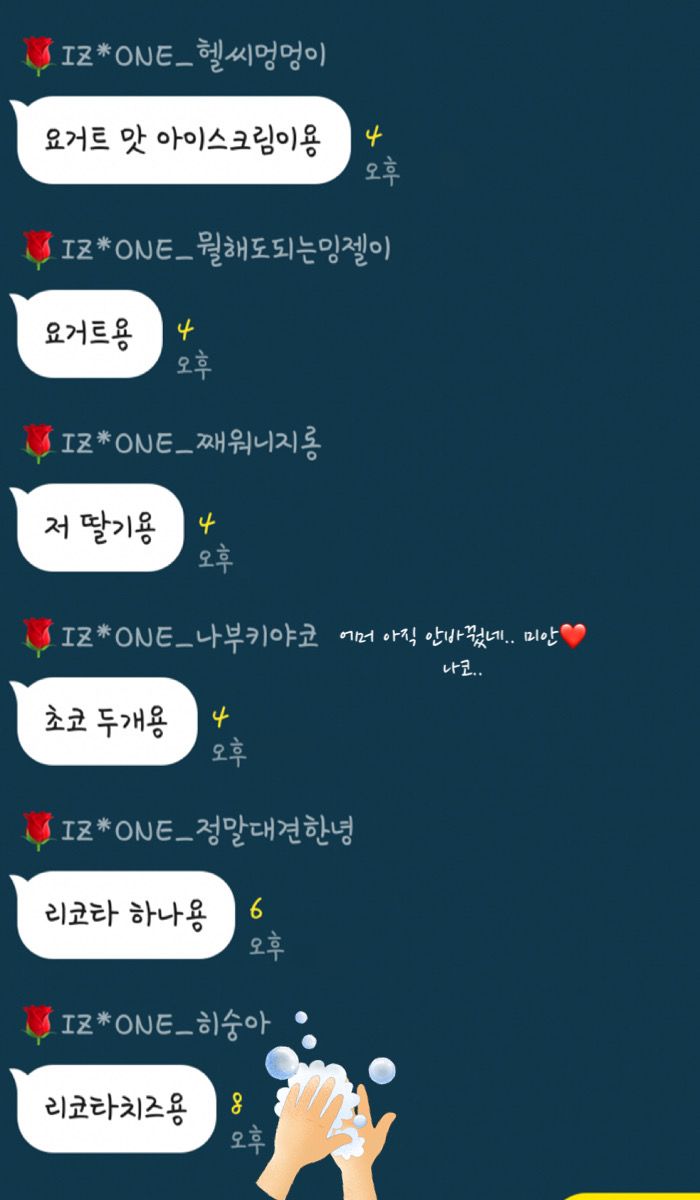 🌹IZ*ONE_헬씨멍멍이
요거트 맛 아이스크림이용
4
오후
🌹IZ*ONE_뭘해도되는밍젤이
요거트용
4
오후
🌹IZ*ONE_째워니지롱
저 딸기용
4
오후
🌹IZ*ONE_나부키야코
에머 아직 안바꿨네.. 미안❤️
나코..
초코 두개용
4
오후
🌹IZ*ONE_정말대견한녕
리코타 하나용
6
오후
🌹IZ*ONE_히숭아
리코타치즈용
8
오후